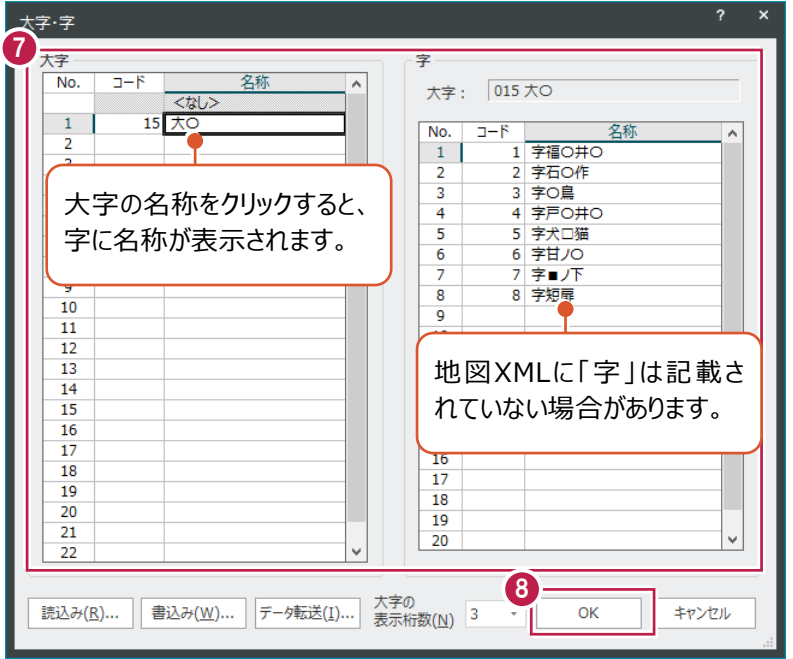 大字・字
? ×
7
大字
No. コード 名称
<なし>
1 15 大○
2
大字の名称をクリックすると、
字に名称が表示されます。
10
11
12
13
14
15
16
17
18
19
20
21
22
字
大字： 015 大○
No. コード 名称
1 1 字福○井○
2 2 字石○作
3 3 字○鳥
4 4 字戸○井○
5 5 字犬□猫
6 6 字甘ノ○
7 7 字■ノ下
8 8 字短扉
9
地図XMLに「字」は記載さ
れていない場合があります。
16
17
18
19
20
8
読込み(R)... 書込み(W)... データ転送(I)... 大字の
表示桁数(N) 3 OK キャンセル